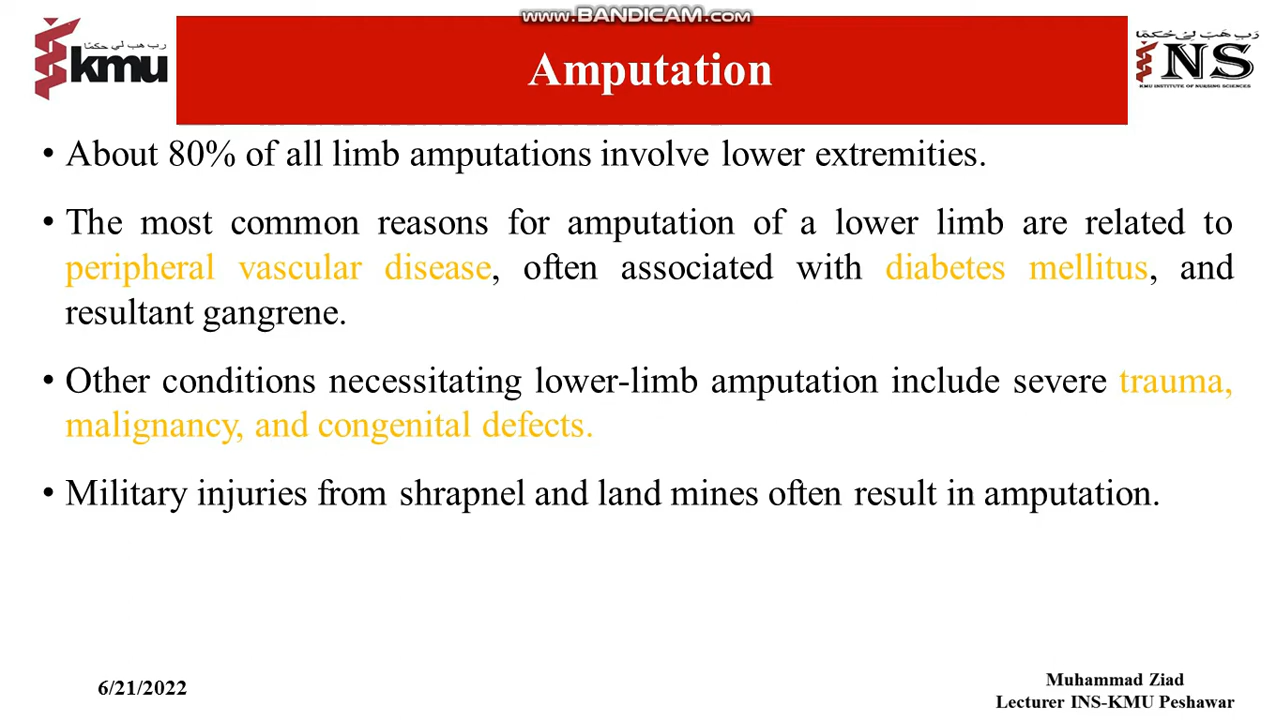 www.BANDICAM.com
رب هب لي حكما
kmu
Amputation
رَبِّ هَبْ لِي حُكْمًا
INS
KMU INSTITUTE OF NURSING SCIENCES
• About 80% of all limb amputations involve lower extremities.
• The most common reasons for amputation of a lower limb are related to
peripheral vascular disease, often associated with diabetes mellitus, and
resultant gangrene.
• Other conditions necessitating lower-limb amputation include severe trauma,
malignancy, and congenital defects.
• Military injuries from shrapnel and land mines often result in amputation.
6/21/2022
Muhammad Ziad
Lecturer INS-KMU Peshawar